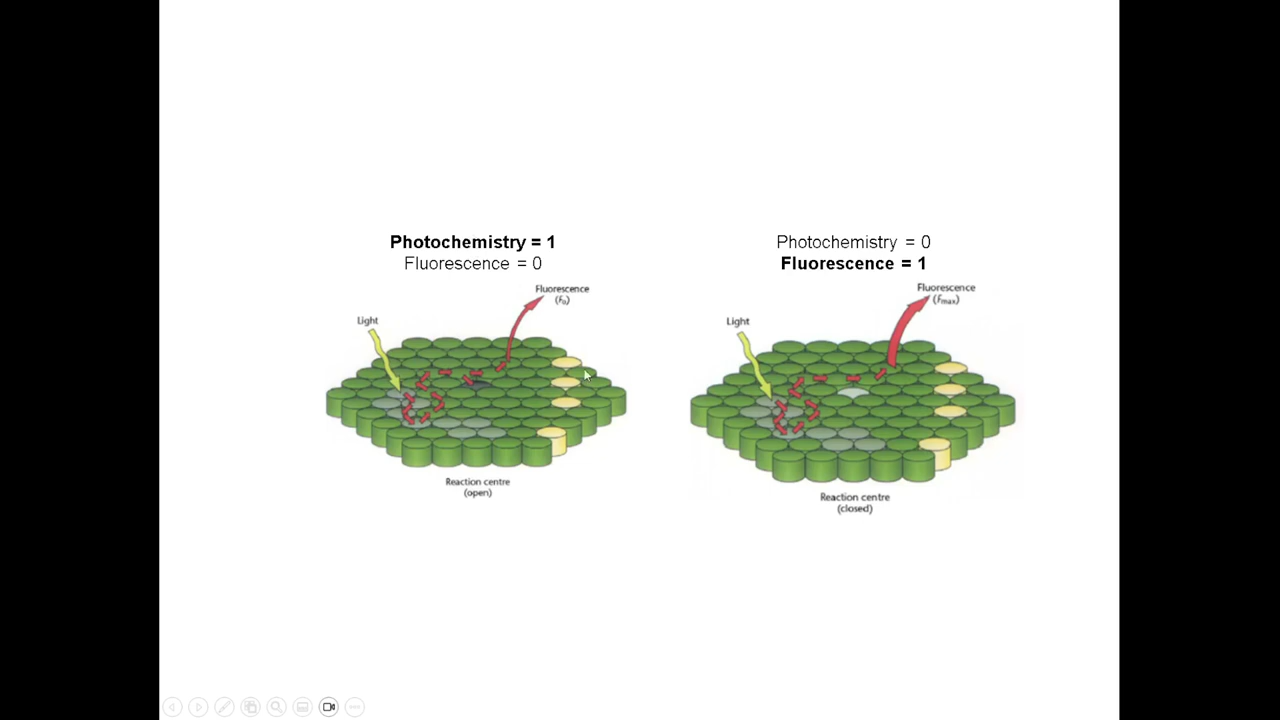 Photochemistry = 1
Fluorescence = 0
Fluorescence
(F₀)
Light
Reaction centre
(open)
Photochemistry = 0
Fluorescence = 1
Fluorescence
(Fmax)
Light
Reaction centre
(closed)